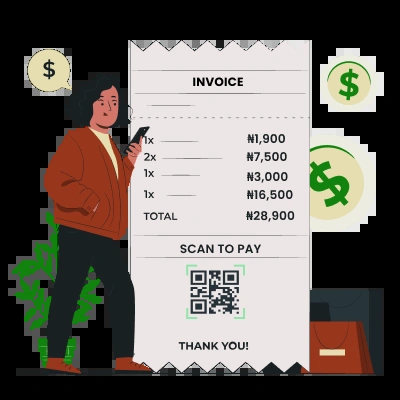 INVOICE
1x ₦1,900
2x ₦7,500
1x ₦3,000
1x ₦16,500
TOTAL ₦28,900
SCAN TO PAY
THANK YOU!
$
$
$